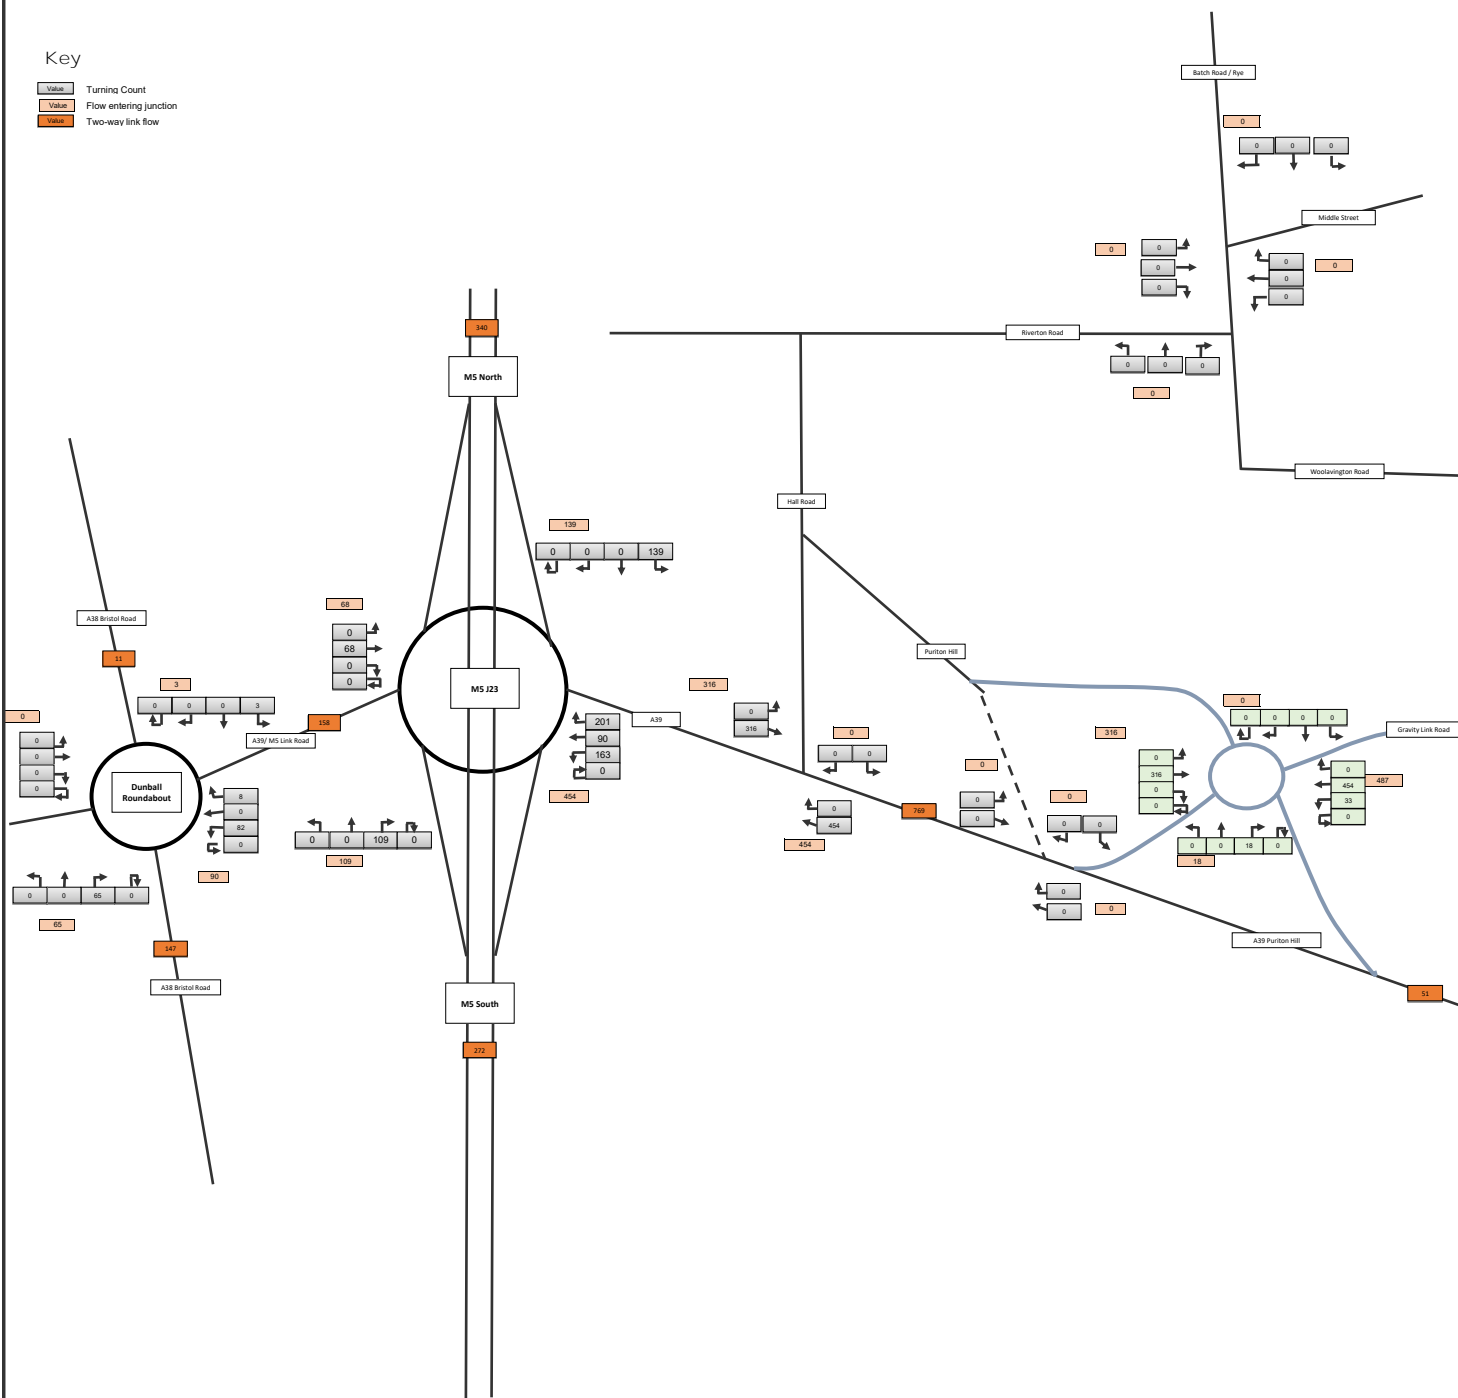 Key
Value Turning Count
Value Flow entering junction
Value Two-way link flow
Batch Road / Rye
0
0 0 0
Middle Street
0
0
0
0
0
0
0
0
340
Riverton Road
0 0 0
0
M5 North
Woolavington Road
Hall Road
139
0 0 0 139
68
0
68
0
0
A38 Bristol Road
11
3
0 0 0 3
0
0
0
0
0
158
A39/ M5 Link Road
M5 J23
201
90
163
0
454
A39
316
0
316
Puriton Hill
0
0 0
0
0
0
0
0 0
316
0
316
0
0
0
0 0 0 0
Gravity Link Road
0
454
33
0
487
Dunball
Roundabout
8
0
82
0
90
0 0 109 0
109
0
454
454
769
0 0 18 0
18
0 0 65 0
65
0
0
0
147
A38 Bristol Road
A39 Puriton Hill
51
M5 South
272